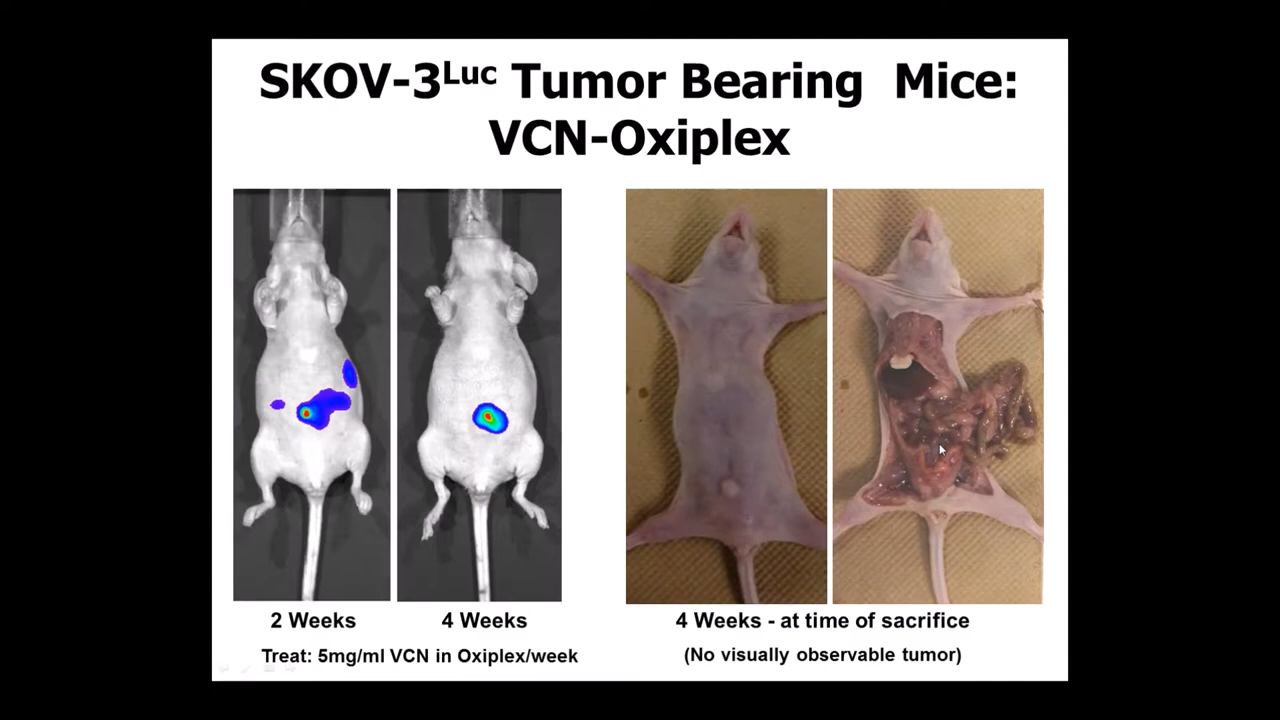 SKOV-3Luc Tumor Bearing Mice:
VCN-Oxiplex
2 Weeks
4 Weeks
Treat: 5mg/ml VCN in Oxiplex/week
4 Weeks - at time of sacrifice
(No visually observable tumor)